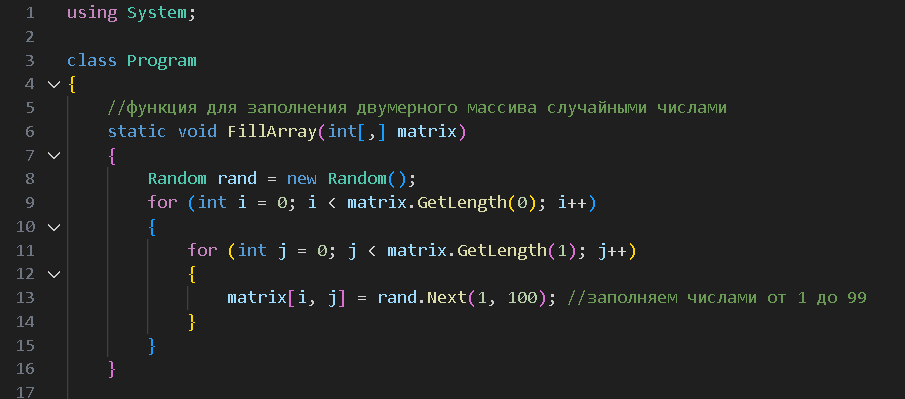 1 using System;
2
3 class Program
4 {
5 //функция для заполнения двумерного массива случайными числами
6 static void FillArray(int[,] matrix)
7 {
8 Random rand = new Random();
9 for (int i = 0; i < matrix.GetLength(0); i++)
10 {
11 for (int j = 0; j < matrix.GetLength(1); j++)
12 {
13 matrix[i, j] = rand.Next(1, 100); //заполняем числами от 1 до 99
14 }
15 }
16 }
17